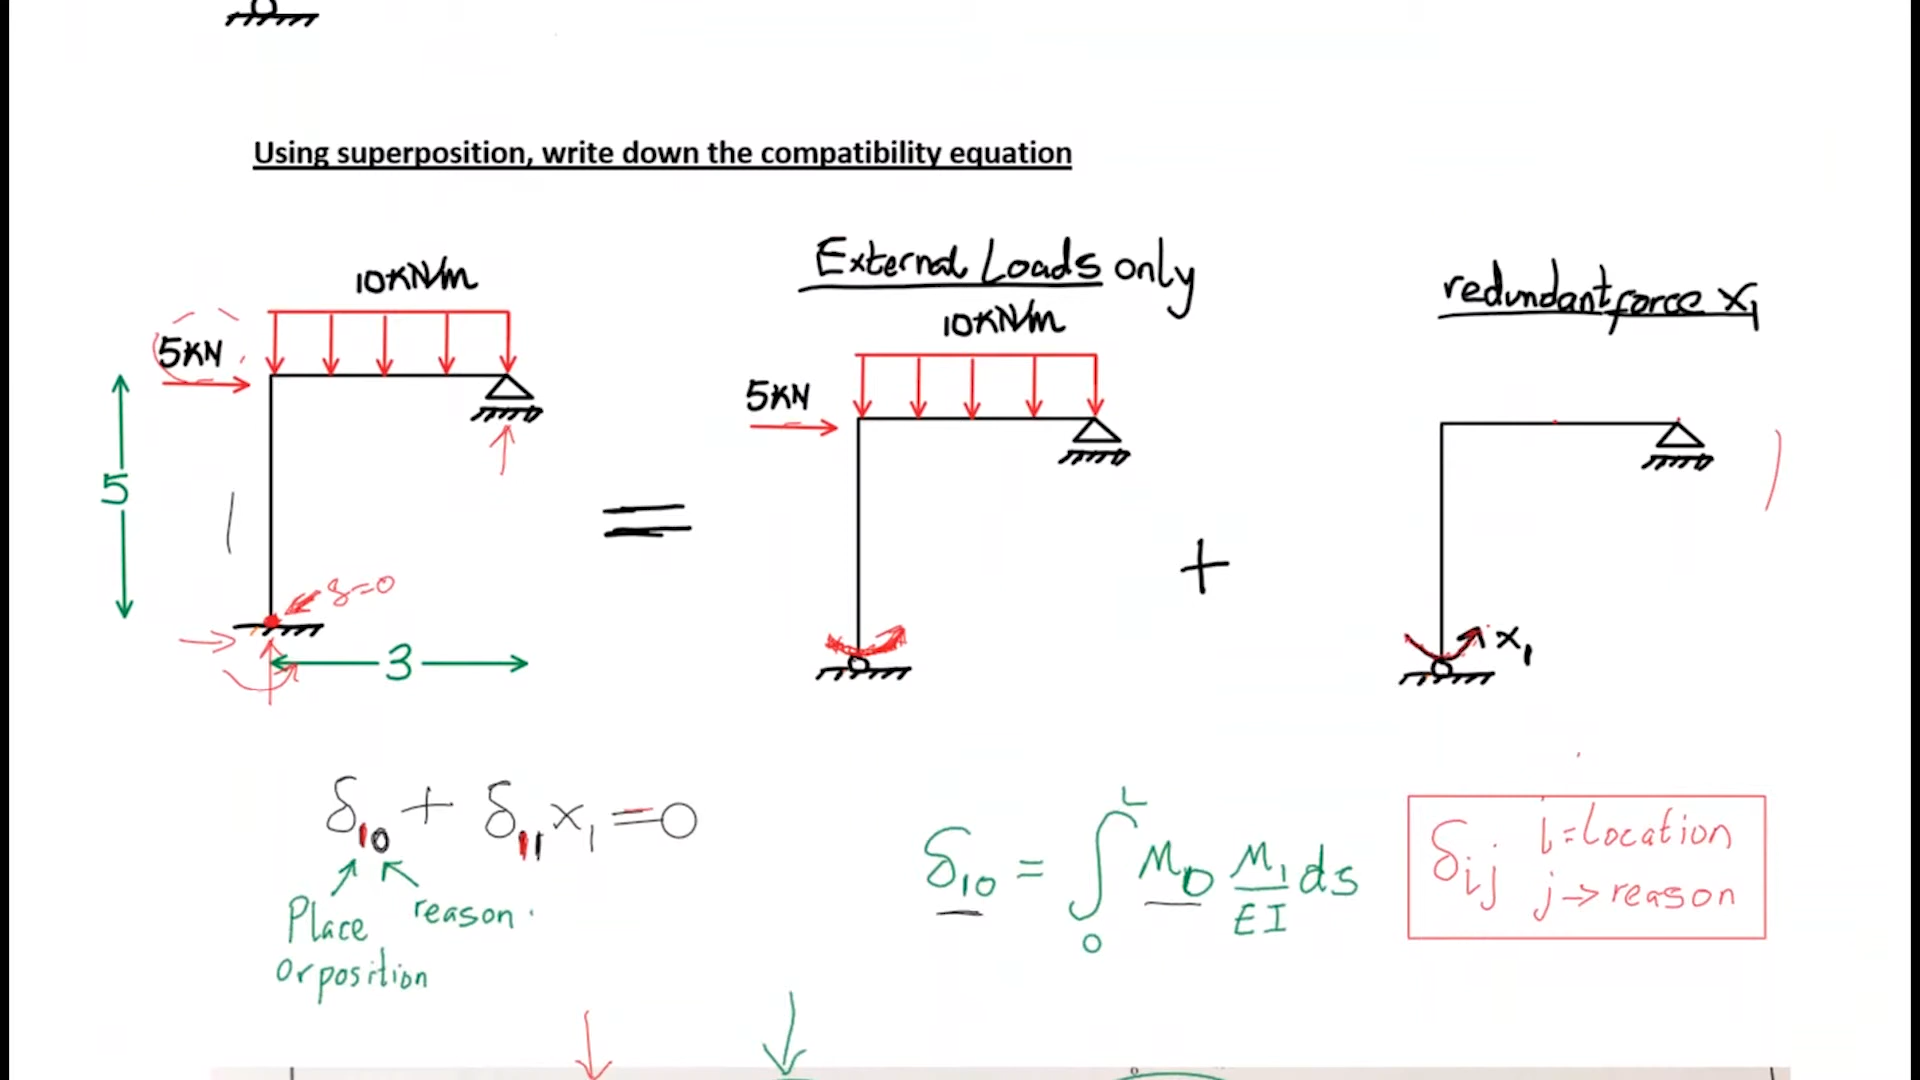 Using superposition, write down the compatibility equation
10KN/m
5KN
5
δ=0
3
=
External Loads only
10KN/m
5KN
+
redundant force x₁
x₁
δ₁₀ + δ₁₁ x₁ = 0
Place
or position
reason
δ₁₀ = ∫₀ᴸ M₀ M₁/EI ds
δij i = Location
j → reason